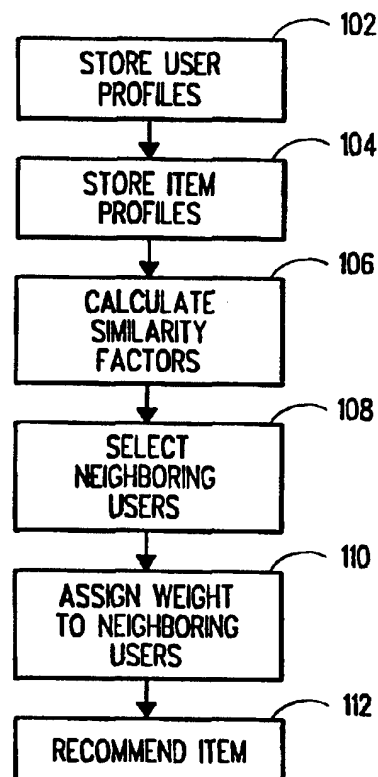 102
STORE USER
PROFILES
104
STORE ITEM
PROFILES
106
CALCULATE
SIMILARITY
FACTORS
108
SELECT
NEIGHBORING
USERS
110
ASSIGN WEIGHT
TO NEIGHBORING
USERS
112
RECOMMEND ITEM